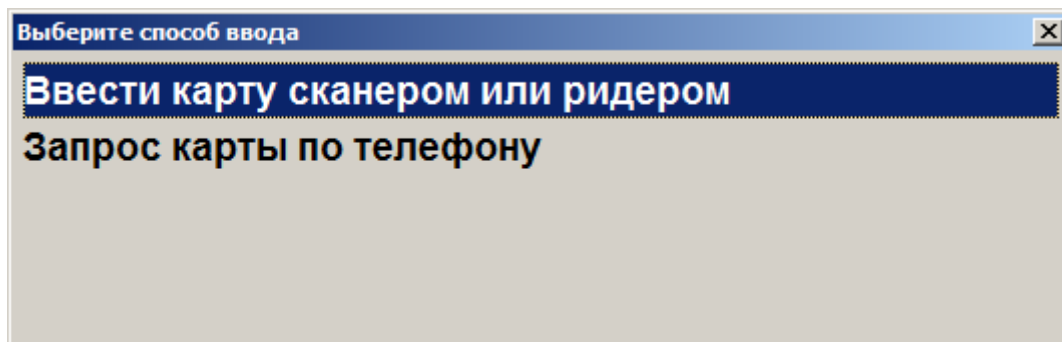 Выберите способ ввода
Ввести карту сканером или ридером
Запрос карты по телефону